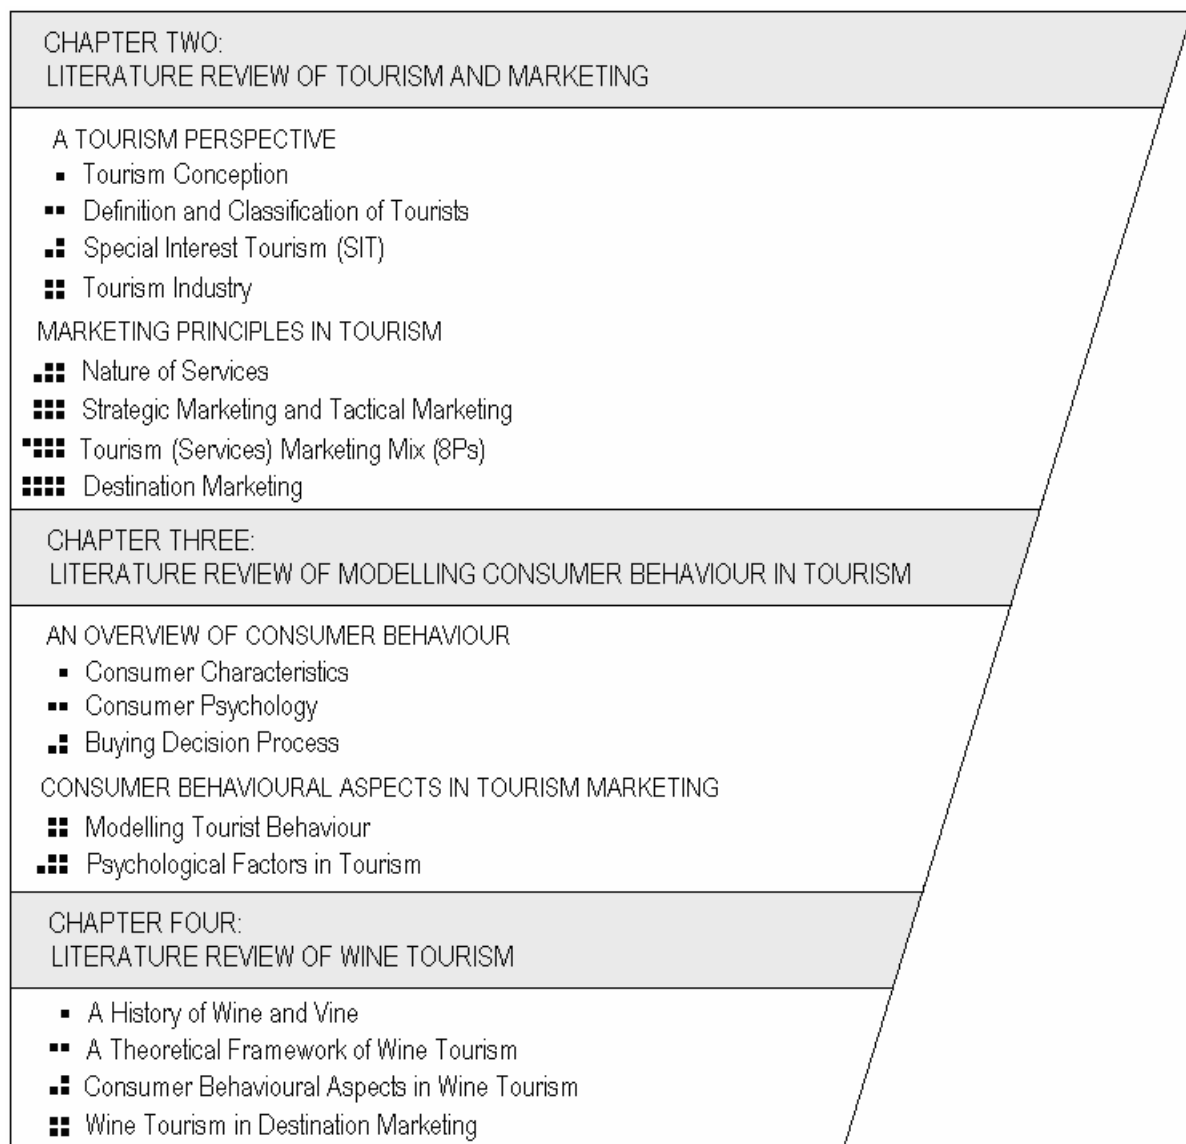 CHAPTER TWO:
LITERATURE REVIEW OF TOURISM AND MARKETING
A TOURISM PERSPECTIVE
Tourism Conception
Definition and Classification of Tourists
Special Interest Tourism (SIT)
Tourism Industry
MARKETING PRINCIPLES IN TOURISM
Nature of Services
Strategic Marketing and Tactical Marketing
Tourism (Services) Marketing Mix (8Ps)
Destination Marketing
CHAPTER THREE:
LITERATURE REVIEW OF MODELLING CONSUMER BEHAVIOUR IN TOURISM
AN OVERVIEW OF CONSUMER BEHAVIOUR
Consumer Characteristics
Consumer Psychology
Buying Decision Process
CONSUMER BEHAVIOURAL ASPECTS IN TOURISM MARKETING
Modelling Tourist Behaviour
Psychological Factors in Tourism
CHAPTER FOUR:
LITERATURE REVIEW OF WINE TOURISM
A History of Wine and Vine
A Theoretical Framework of Wine Tourism
Consumer Behavioural Aspects in Wine Tourism
Wine Tourism in Destination Marketing